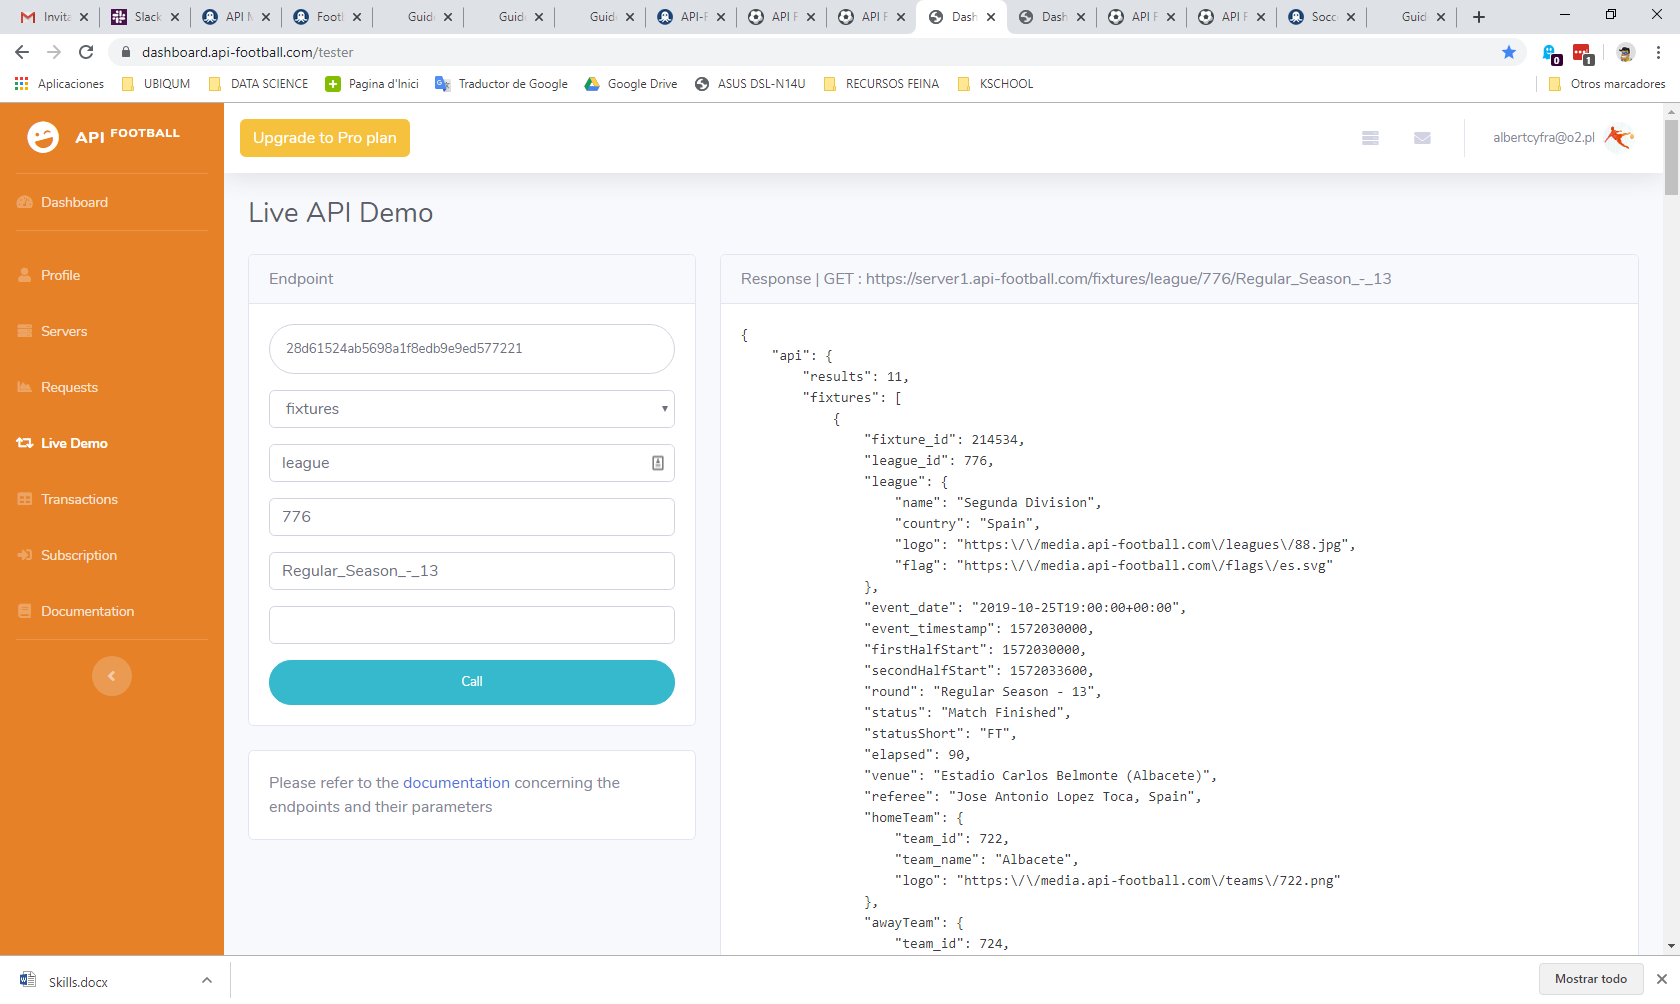 Invita
Slack
API M
Footl
Guid
Guid
Guid
API-F
API F
API F
Dash
Dash
API F
API F
Socc
Guid
dashboard.api-football.com/tester
0
1
Aplicaciones
UBIQUM
DATA SCIENCE
Pagina d'Inici
Traductor de Google
Google Drive
ASUS DSL-N14U
RECURSOS FEINA
KSCHOOL
Otros marcadores
API FOOTBALL
Upgrade to Pro plan
albertcyfra@o2.pl
Dashboard
Profile
Servers
Requests
Live Demo
Transactions
Subscription
Documentation
Live API Demo
Endpoint
28d61524ab5698a1f8edb9e9ed577221
fixtures
league
776
Regular_Season_-_13
Call
Please refer to the documentation concerning the
endpoints and their parameters
Response | GET : https://server1.api-football.com/fixtures/league/776/Regular_Season_-_13
{
"api": {
"results": 11,
"fixtures": [
{
"fixture_id": 214534,
"league_id": 776,
"league": {
"name": "Segunda Division",
"country": "Spain",
"logo": "https:\/\/media.api-football.com\/leagues\/88.jpg",
"flag": "https:\/\/media.api-football.com\/flags\/es.svg"
},
"event_date": "2019-10-25T19:00:00+00:00",
"event_timestamp": 1572030000,
"firstHalfStart": 1572030000,
"secondHalfStart": 1572033600,
"round": "Regular Season - 13",
"status": "Match Finished",
"statusShort": "FT",
"elapsed": 90,
"venue": "Estadio Carlos Belmonte (Albacete)",
"referee": "Jose Antonio Lopez Toca, Spain",
"homeTeam": {
"team_id": 722,
"team_name": "Albacete",
"logo": "https:\/\/media.api-football.com\/teams\/722.png"
},
"awayTeam": {
"team_id": 724,
Skills.docx
Mostrar todo